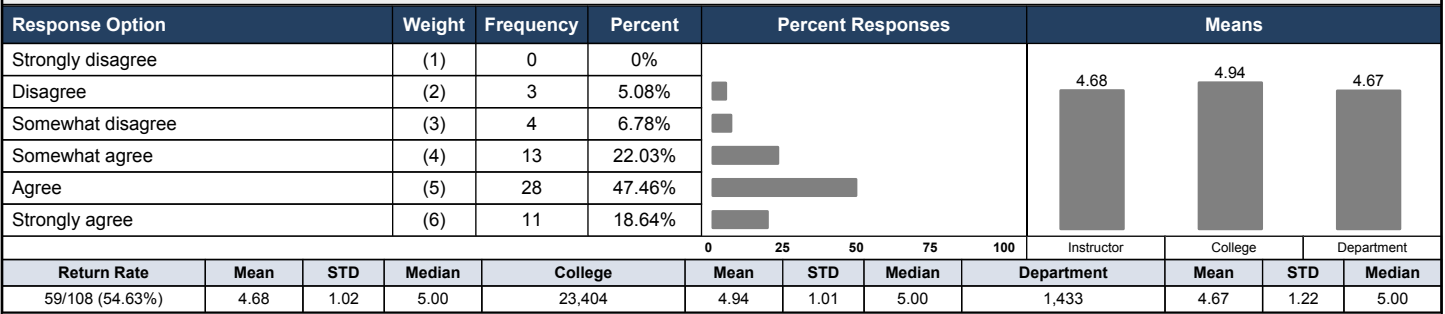 Response Option Weight Frequency Percent Percent Responses Means
Strongly disagree (1) 0 0%
Disagree (2) 3 5.08%
Somewhat disagree (3) 4 6.78%
Somewhat agree (4) 13 22.03%
Agree (5) 28 47.46%
Strongly agree (6) 11 18.64%
0 25 50 75 100
4.68 4.94 4.67
Instructor College Department
Return Rate Mean STD Median College Mean STD Median Department Mean STD Median
59/108 (54.63%) 4.68 1.02 5.00 23,404 4.94 1.01 5.00 1,433 4.67 1.22 5.00